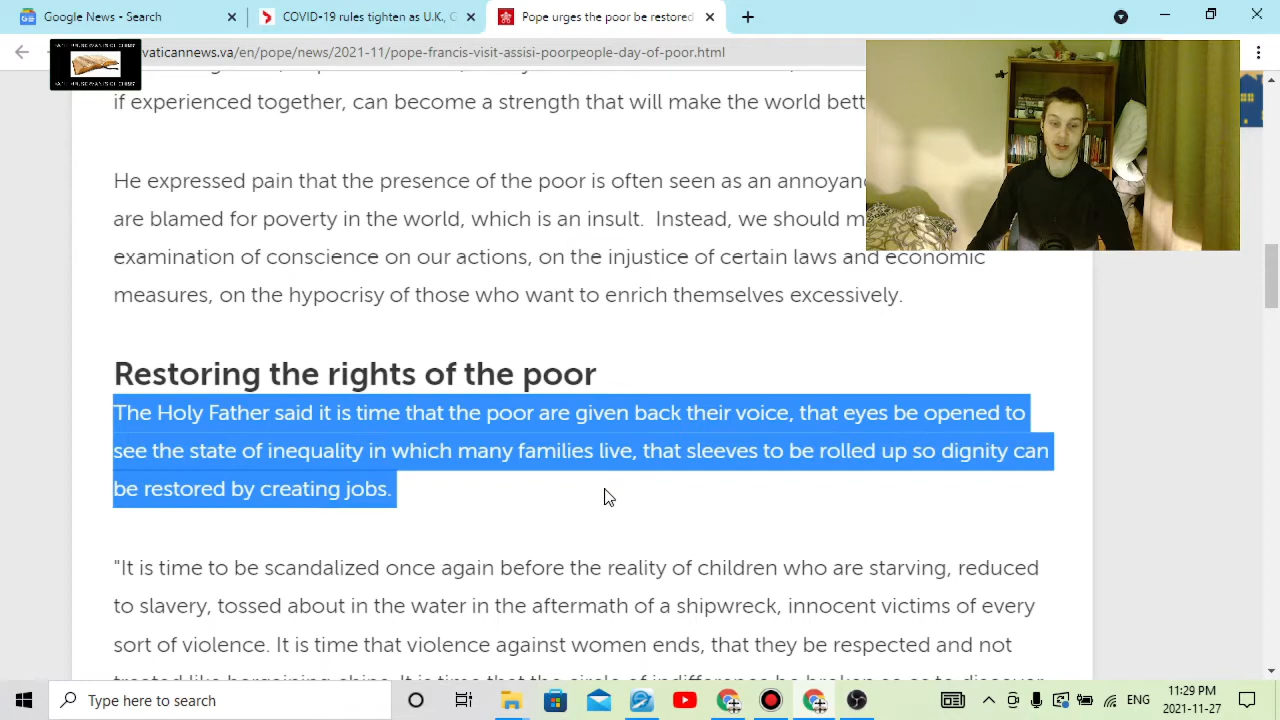 Google News - Search
COVID-19 rules tighten as U.K., C
Pope urges the poor be restored
vaticannews.va/en/pope/news/2021-11/pope-francis-visit-assisi-popeople-day-of-poor.html
if experienced together, can become a strength that will make the world bett
He expressed pain that the presence of the poor is often seen as an annoyanc
are blamed for poverty in the world, which is an insult. Instead, we should m
examination of conscience on our actions, on the injustice of certain laws and economic
measures, on the hypocrisy of those who want to enrich themselves excessively.
Restoring the rights of the poor
The Holy Father said it is time that the poor are given back their voice, that eyes be opened to
see the state of inequality in which many families live, that sleeves to be rolled up so dignity can
be restored by creating jobs.
"It is time to be scandalized once again before the reality of children who are starving, reduced
to slavery, tossed about in the water in the aftermath of a shipwreck, innocent victims of every
sort of violence. It is time that violence against women ends, that they be respected and not
Type here to search
ENG
11:29 PM
2021-11-27